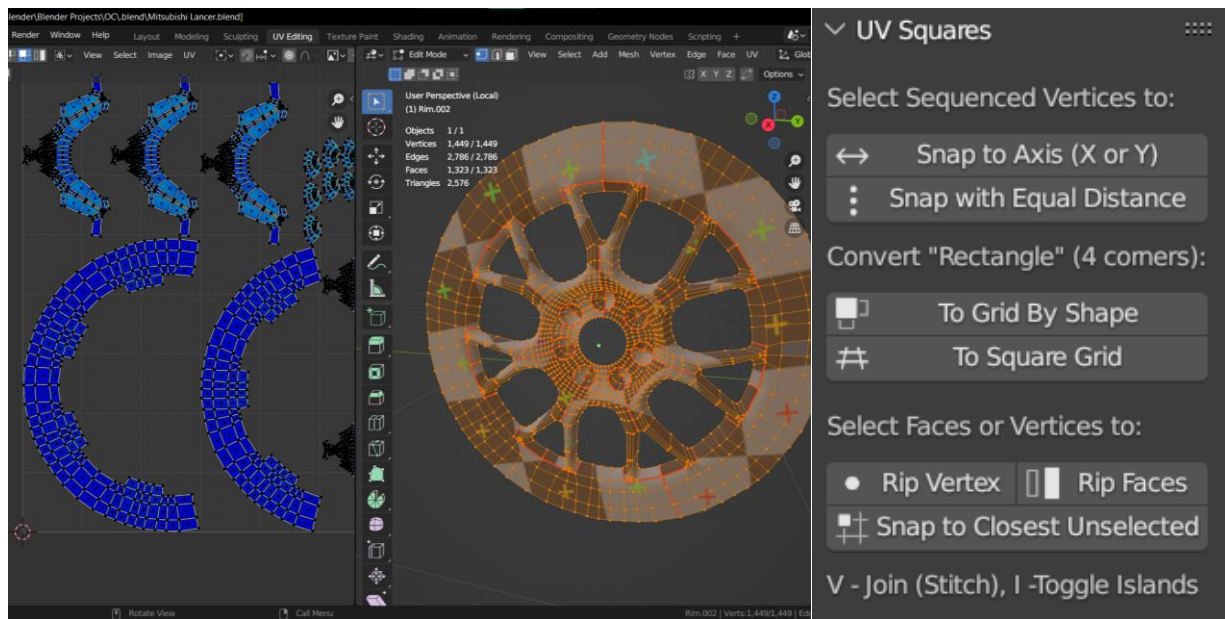 lender\Blender Projects\OC\.blend\Mitsubishi Lancer.blend]
Render Window Help Layout Modeling Sculpting UV Editing Texture Paint Shading Animation Rendering Compositing Geometry Nodes Scripting +
View Select Image UV
Edit Mode View Select Add Mesh Vertex Edge Face UV Glob
X Y Z Options
User Perspective (Local)
(1) Rim.002
Objects 1 / 1
Vertices 1,449 / 1,449
Edges 2,786 / 2,786
Faces 1,323 / 1,323
Triangles 2,576
Z
X
Y
Rotate View Call Menu
Rim.002 | Verts:1,449/1,449 | Ed
UV Squares
Select Sequenced Vertices to:
Snap to Axis (X or Y)
Snap with Equal Distance
Convert "Rectangle" (4 corners):
To Grid By Shape
To Square Grid
Select Faces or Vertices to:
Rip Vertex Rip Faces
Snap to Closest Unselected
V - Join (Stitch), I -Toggle Islands